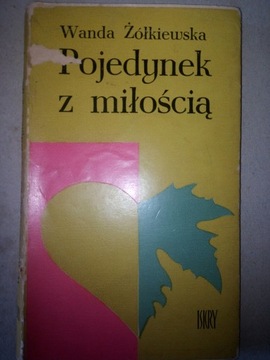 Wanda Żółkiewska
Pojedynek
z miłością
ISKRY